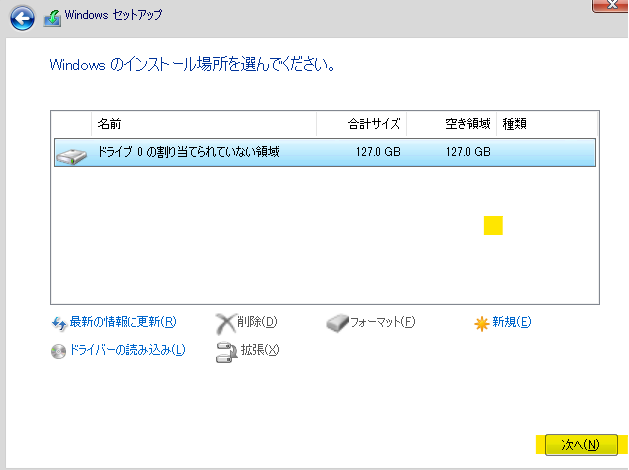 Windows セットアップ
Windows のインストール場所を選んでください。
名前 合計サイズ 空き領域 種類
ドライブ 0 の割り当てられていない領域 127.0 GB 127.0 GB
最新の情報に更新(R) 削除(D) フォーマット(F) 新規(E)
ドライバーの読み込み(L) 拡張(X)
次へ(N)